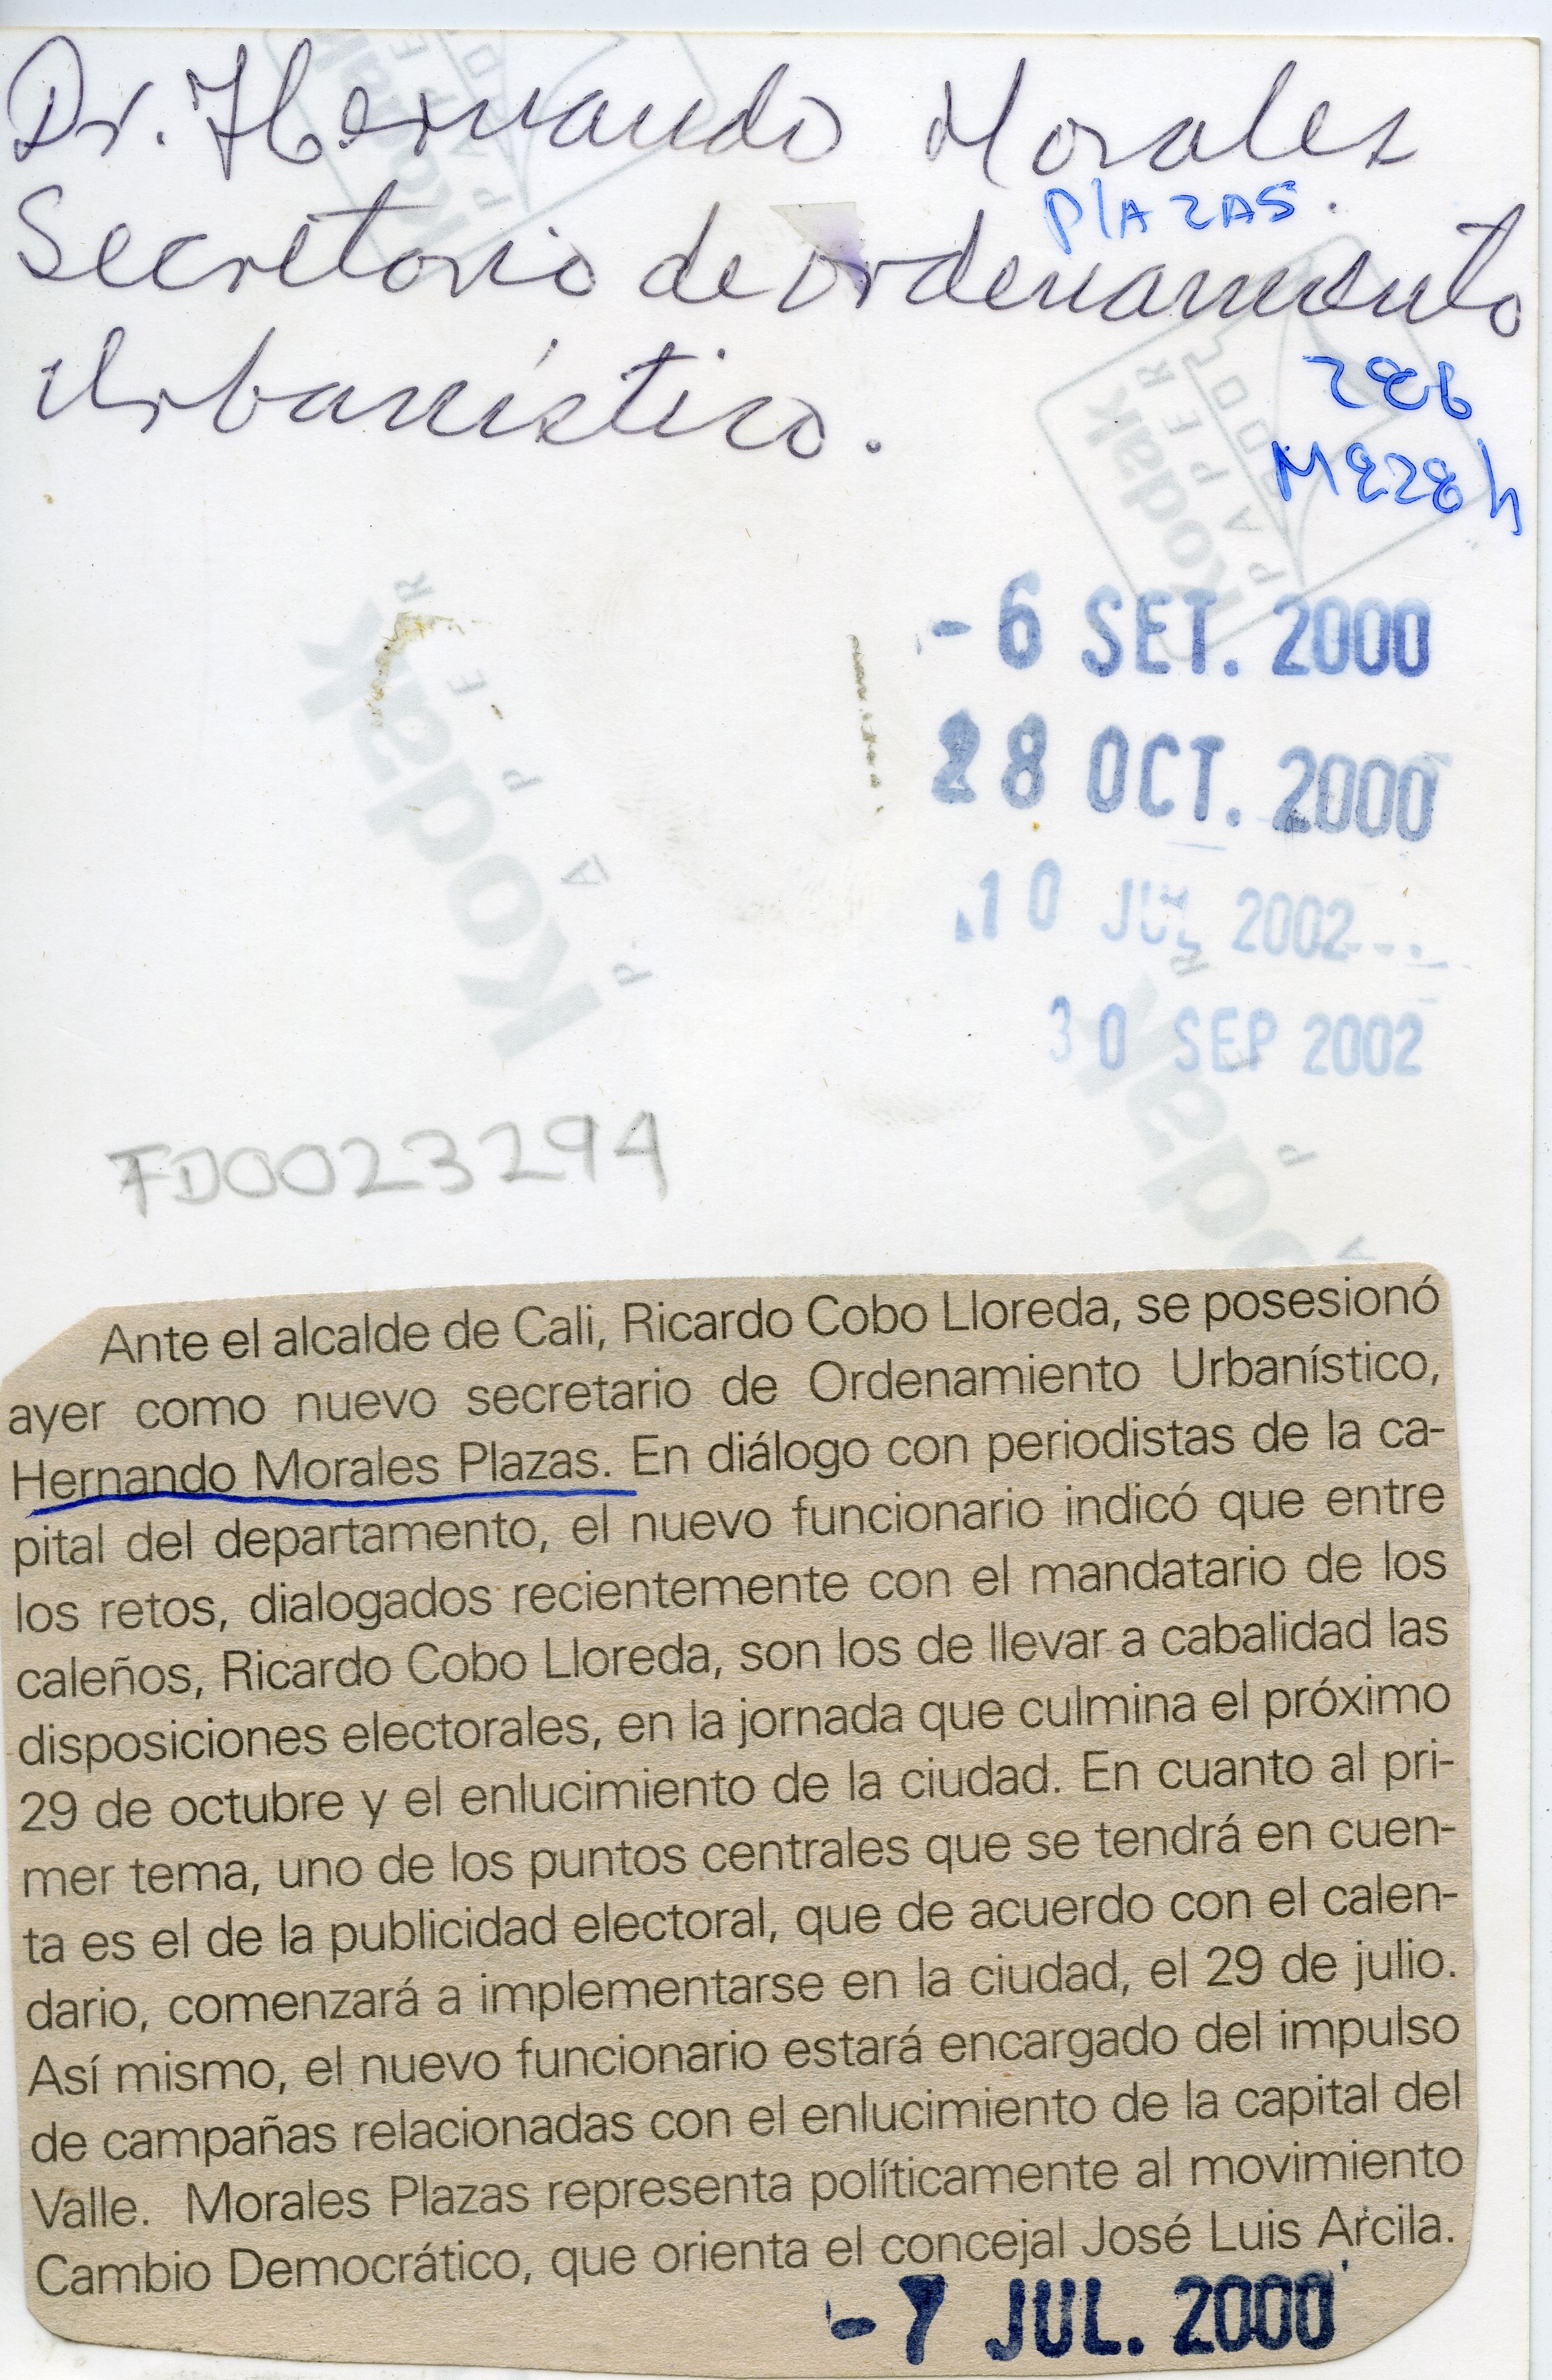 Dr. Hernando Morales
Plazas.
Secretario de Ordenamiento
Urbanístico.
M828h
- 6 SET. 2000
28 OCT. 2000
10 JUL 2002
30 SEP 2002
Kodak
PAPER
FD0023294
Ante el alcalde de Cali, Ricardo Cobo Lloreda, se posesionó
ayer como nuevo secretario de Ordenamiento Urbanístico,
Hernando Morales Plazas. En diálogo con periodistas de la ca-
pital del departamento, el nuevo funcionario indicó que entre
los retos, dialogados recientemente con el mandatario de los
caleños, Ricardo Cobo Lloreda, son los de llevar a cabalidad las
disposiciones electorales, en la jornada que culmina el próximo
29 de octubre y el enlucimiento de la ciudad. En cuanto al pri-
mer tema, uno de los puntos centrales que se tendrá en cuen-
ta es el de la publicidad electoral, que de acuerdo con el calen-
dario, comenzará a implementarse en la ciudad, el 29 de julio.
Así mismo, el nuevo funcionario estará encargado del impulso
de campañas relacionadas con el enlucimiento de la capital del
Valle. Morales Plazas representa políticamente al movimiento
Cambio Democrático, que orienta el concejal José Luis Arcila.
- 7 JUL. 2000